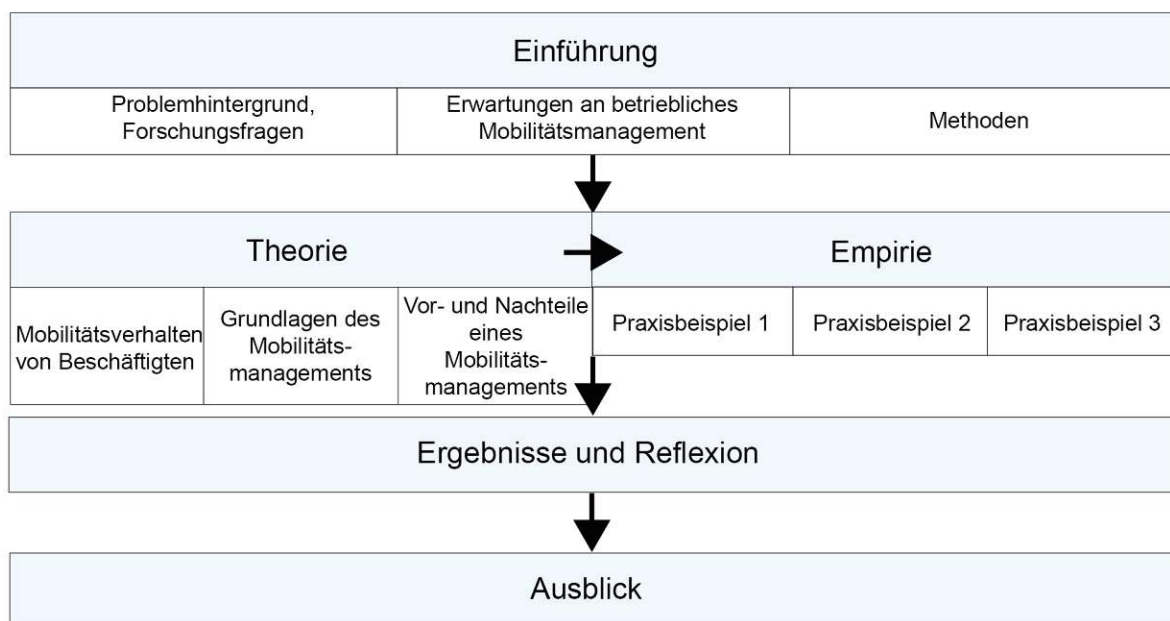 Einführung
Problemhintergrund,
Forschungsfragen
Erwartungen an betriebliches
Mobilitätsmanagement
Methoden
Theorie
Empirie
Mobilitätsverhalten
von Beschäftigten
Grundlagen des
Mobilitäts-
managements
Vor- und Nachteile
eines
Mobilitäts-
managements
Praxisbeispiel 1
Praxisbeispiel 2
Praxisbeispiel 3
Ergebnisse und Reflexion
Ausblick